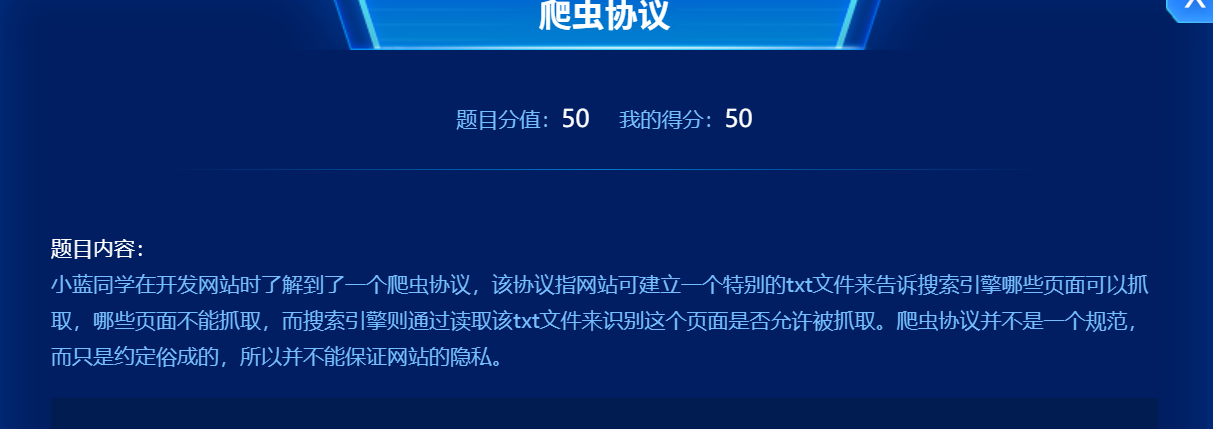 爬虫协议
X
题目分值：50 我的得分：50
题目内容：
小蓝同学在开发网站时了解到了一个爬虫协议，该协议指网站可建立一个特别的txt文件来告诉搜索引擎哪些页面可以抓
取，哪些页面不能抓取，而搜索引擎则通过读取该txt文件来识别这个页面是否允许被抓取。爬虫协议并不是一个规范，
而只是约定俗成的，所以并不能保证网站的隐私。